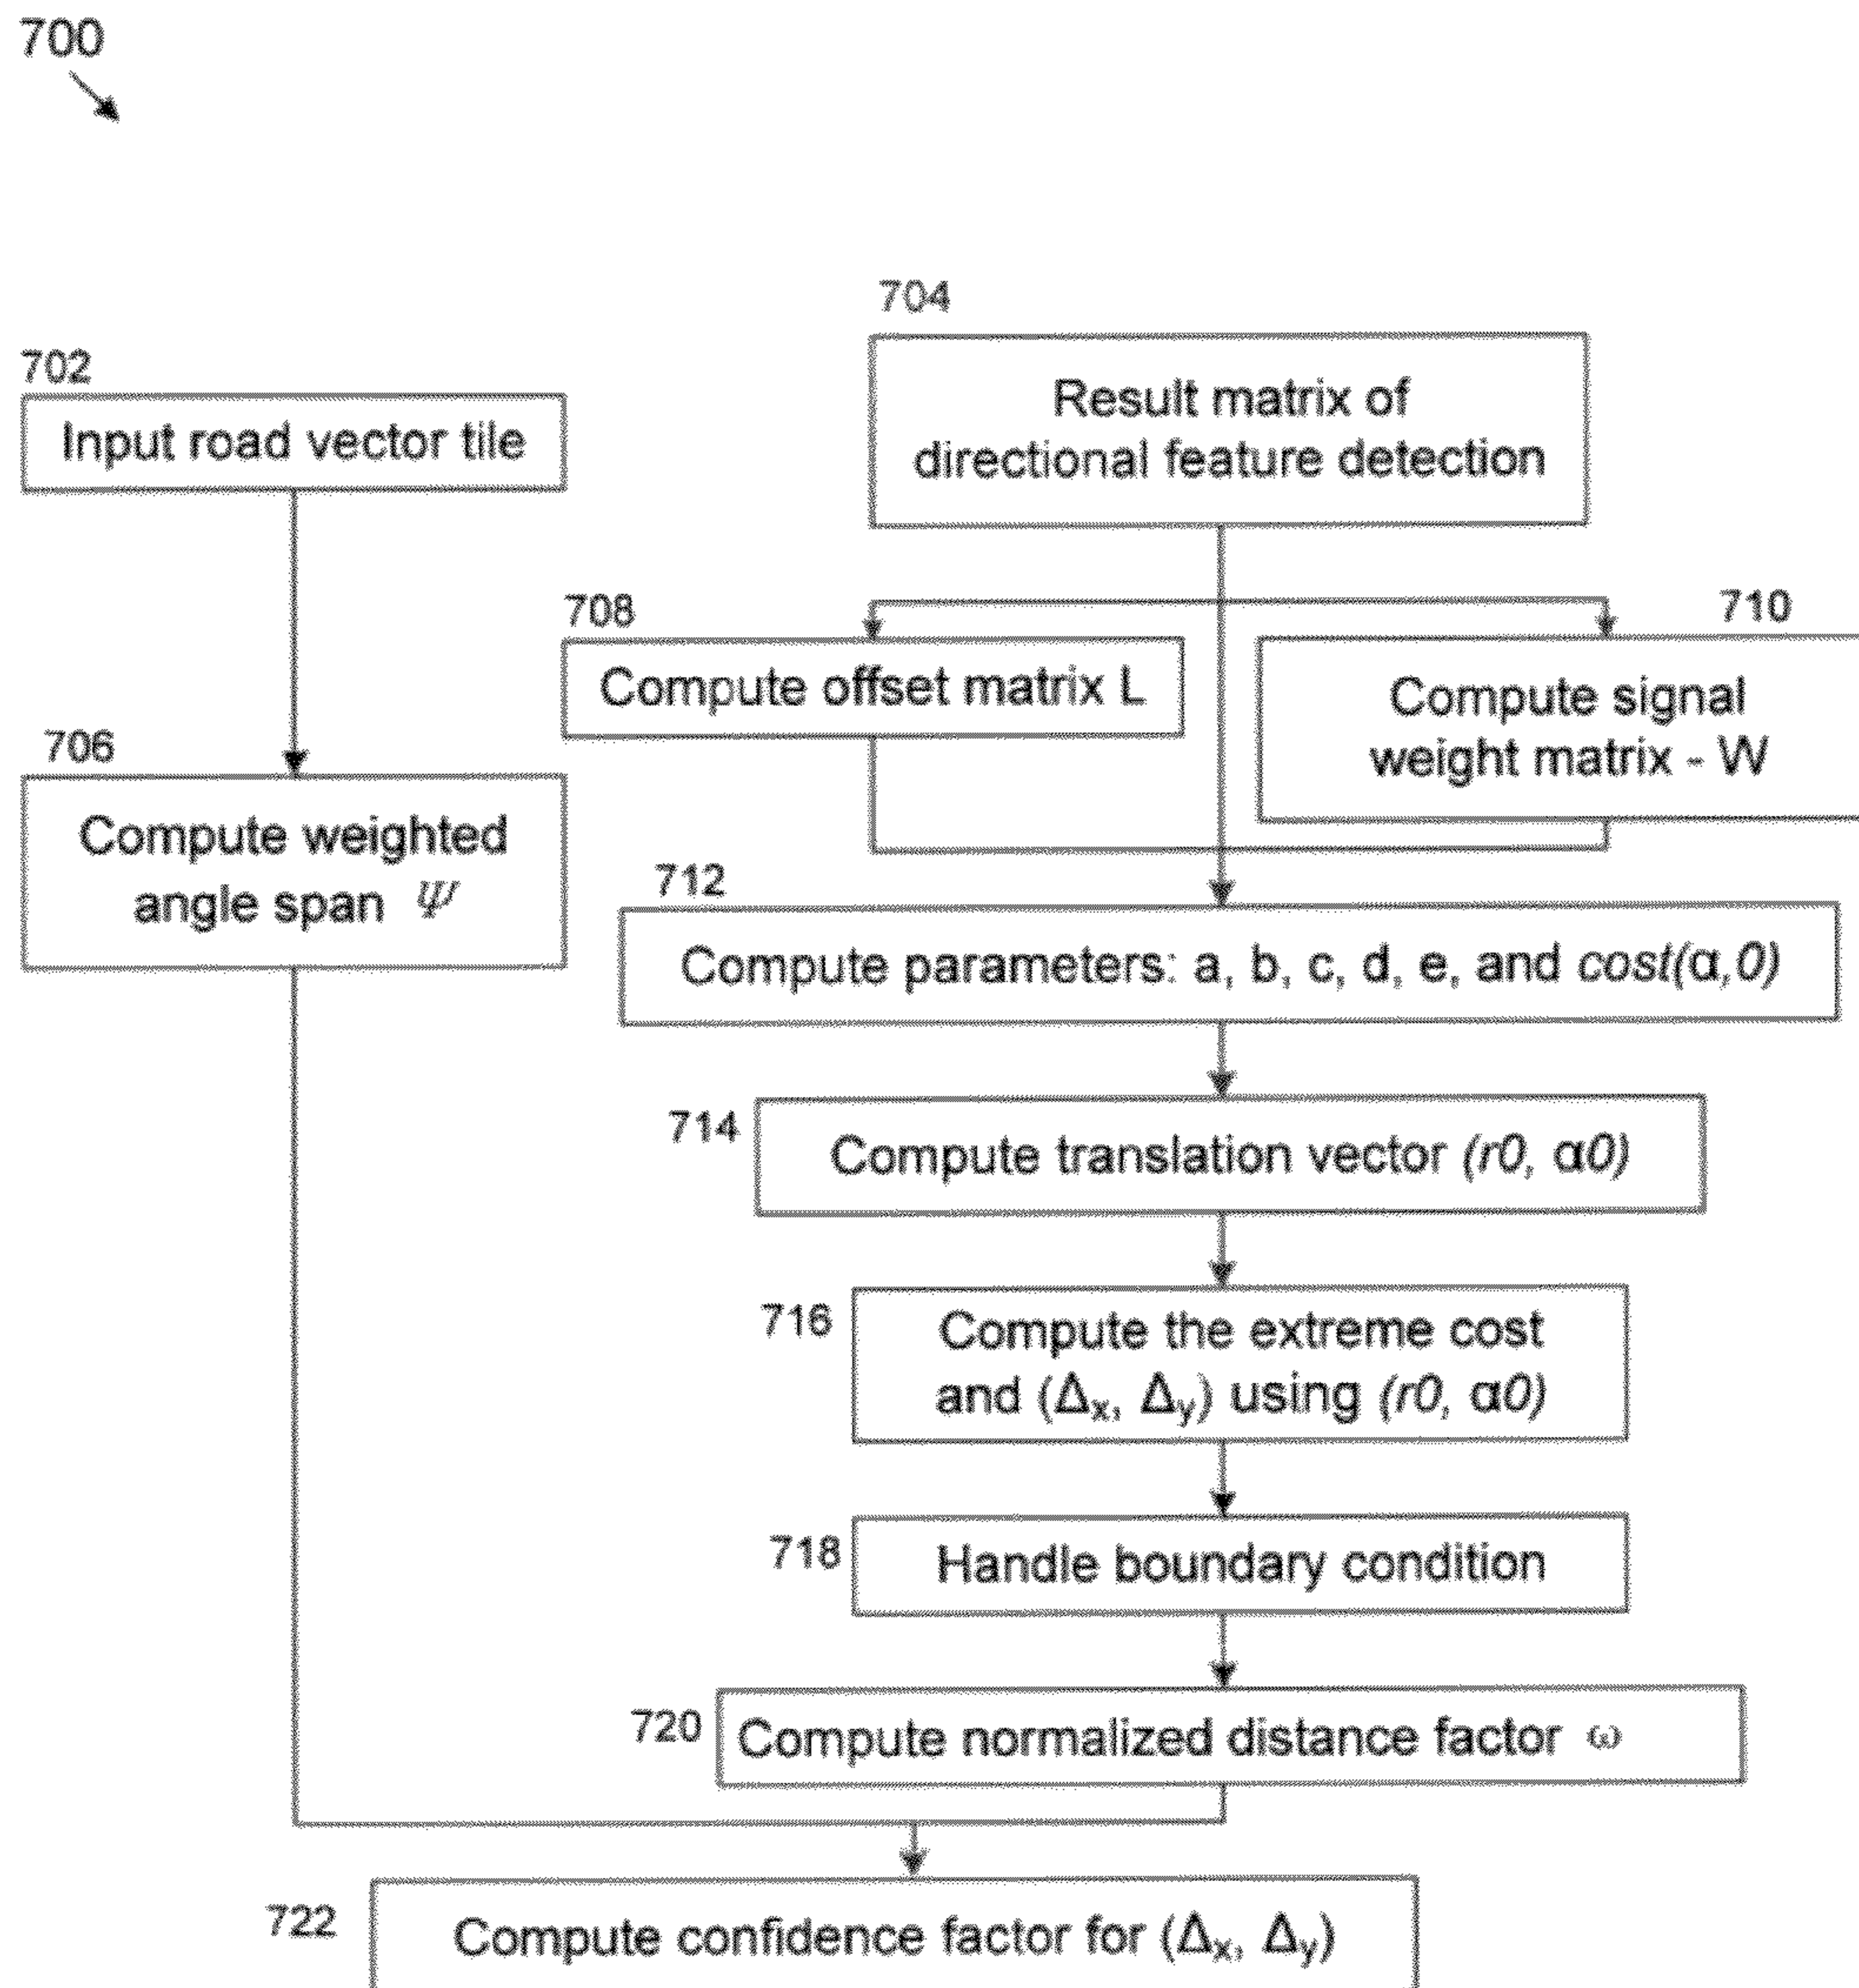 700
704
Result matrix of
directional feature detection
702
Input road vector tile
708
Compute offset matrix L
710
Compute signal
weight matrix - W
706
Compute weighted
angle span Ψ
712
Compute parameters: a, b, c, d, e, and cost(α,0)
714
Compute translation vector (r0, α0)
716
Compute the extreme cost
and (Δx, Δy) using (r0, α0)
718
Handle boundary condition
720
Compute normalized distance factor ω
722
Compute confidence factor for (Δx, Δy)